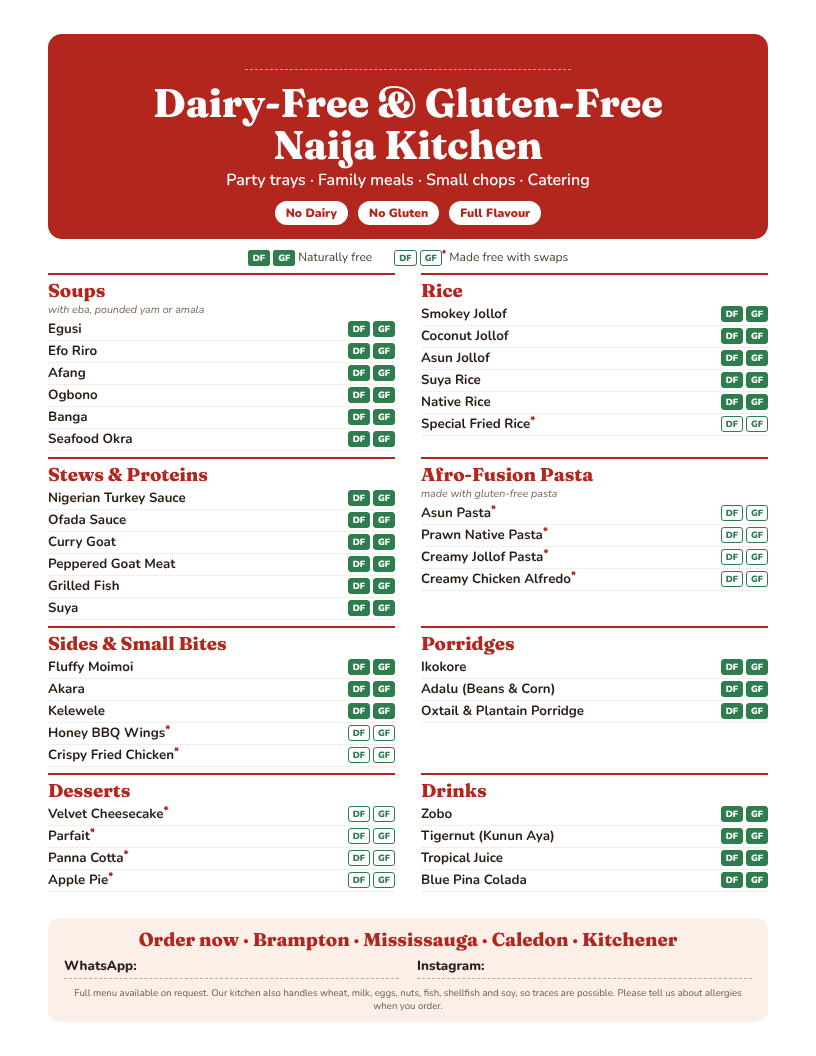 Dairy-Free & Gluten-Free
Naija Kitchen
Party trays · Family meals · Small chops · Catering
No Dairy No Gluten Full Flavour
DF GF Naturally free DF GF* Made free with swaps
Soups
with eba, pounded yam or amala
Egusi DF GF
Efo Riro DF GF
Afang DF GF
Ogbono DF GF
Banga DF GF
Seafood Okra DF GF
Rice
Smokey Jollof DF GF
Coconut Jollof DF GF
Asun Jollof DF GF
Suya Rice DF GF
Native Rice DF GF
Special Fried Rice* DF GF
Stews & Proteins
Nigerian Turkey Sauce DF GF
Ofada Sauce DF GF
Curry Goat DF GF
Peppered Goat Meat DF GF
Grilled Fish DF GF
Suya DF GF
Afro-Fusion Pasta
made with gluten-free pasta
Asun Pasta* DF GF
Prawn Native Pasta* DF GF
Creamy Jollof Pasta* DF GF
Creamy Chicken Alfredo* DF GF
Sides & Small Bites
Fluffy Moimoi DF GF
Akara DF GF
Kelewele DF GF
Honey BBQ Wings* DF GF
Crispy Fried Chicken* DF GF
Porridges
Ikokore DF GF
Adalu (Beans & Corn) DF GF
Oxtail & Plantain Porridge DF GF
Desserts
Velvet Cheesecake* DF GF
Parfait* DF GF
Panna Cotta* DF GF
Apple Pie* DF GF
Drinks
Zobo DF GF
Tigernut (Kunun Aya) DF GF
Tropical Juice DF GF
Blue Pina Colada DF GF
Order now · Brampton · Mississauga · Caledon · Kitchener
WhatsApp: Instagram:
Full menu available on request. Our kitchen also handles wheat, milk, eggs, nuts, fish, shellfish and soy, so traces are possible. Please tell us about allergies
when you order.